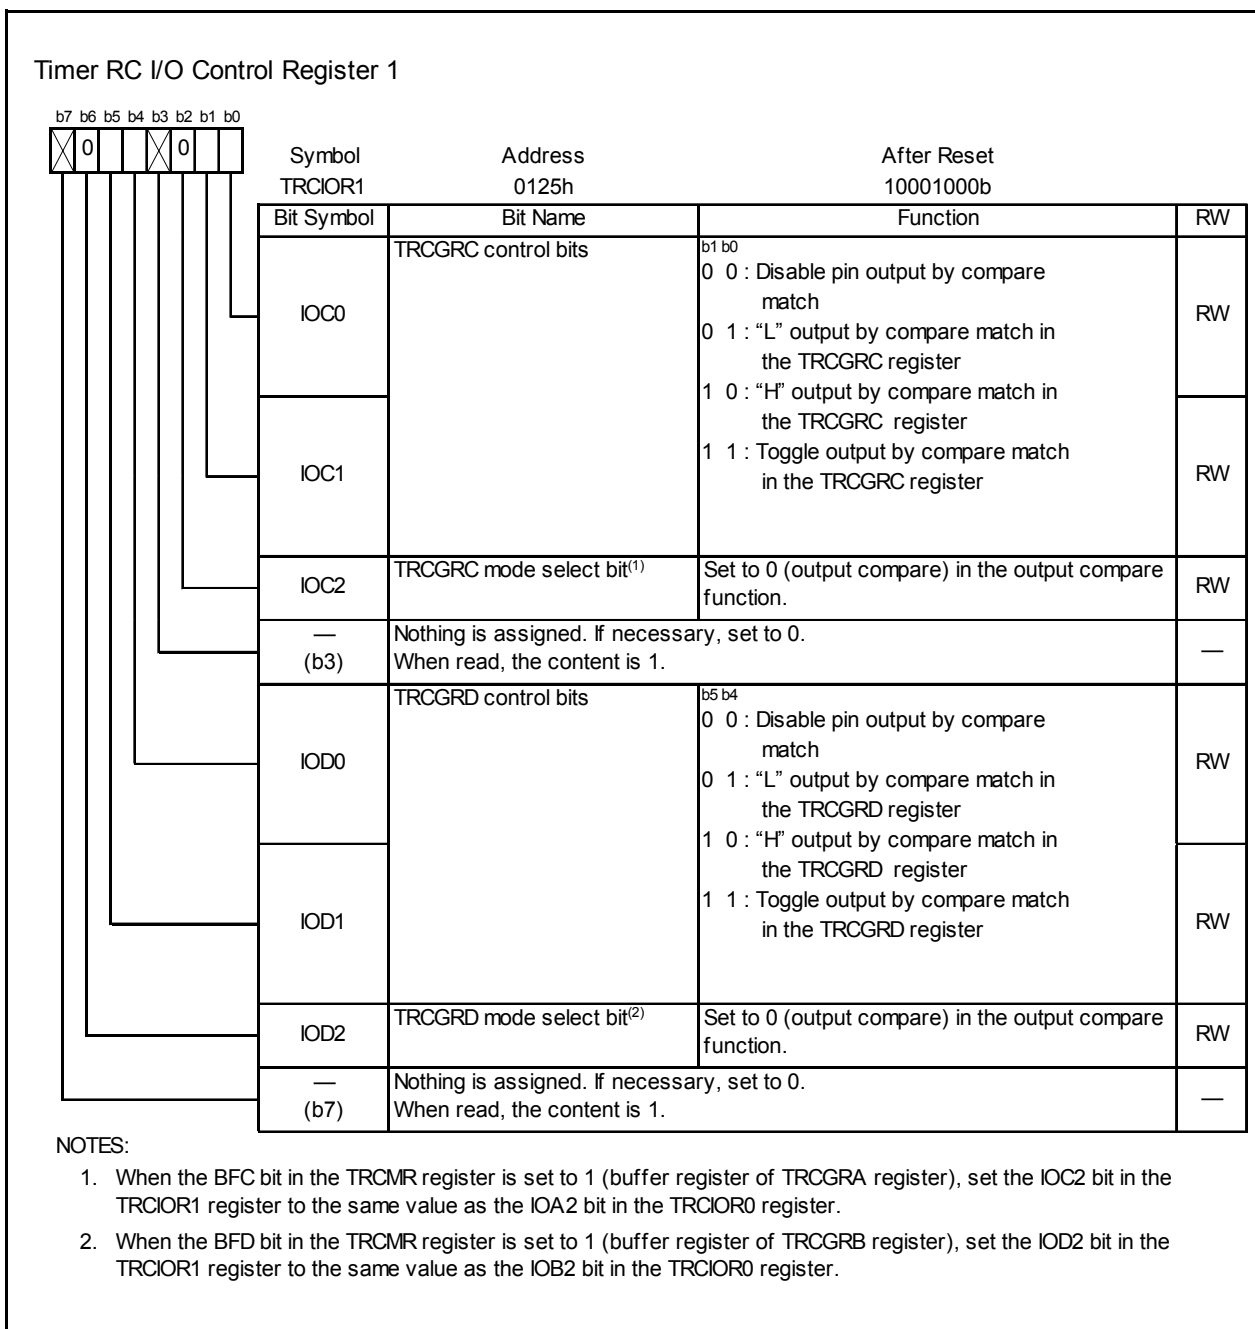 Timer RC I/O Control Register 1
b7 b6 b5 b4 b3 b2 b1 b0
0 0
Symbol Address After Reset
TRCIOR1 0125h 10001000b
Bit Symbol Bit Name Function RW
IOC0 TRCGRC control bits b1 b0
0 0 : Disable pin output by compare
match
0 1 : “L” output by compare match in
the TRCGRC register
1 0 : “H” output by compare match in
the TRCGRC register
1 1 : Toggle output by compare match
in the TRCGRC register
RW
IOC1 RW
IOC2 TRCGRC mode select bit(1) Set to 0 (output compare) in the output compare
function.
RW
—
(b3)
Nothing is assigned. If necessary, set to 0.
When read, the content is 1.
—
IOD0 TRCGRD control bits b5 b4
0 0 : Disable pin output by compare
match
0 1 : “L” output by compare match in
the TRCGRD register
1 0 : “H” output by compare match in
the TRCGRD register
1 1 : Toggle output by compare match
in the TRCGRD register
RW
IOD1 RW
IOD2 TRCGRD mode select bit(2) Set to 0 (output compare) in the output compare
function.
RW
—
(b7)
Nothing is assigned. If necessary, set to 0.
When read, the content is 1.
—
NOTES:
1. When the BFC bit in the TRCMR register is set to 1 (buffer register of TRCGRA register), set the IOC2 bit in the
TRCIOR1 register to the same value as the IOA2 bit in the TRCIOR0 register.
2. When the BFD bit in the TRCMR register is set to 1 (buffer register of TRCGRB register), set the IOD2 bit in the
TRCIOR1 register to the same value as the IOB2 bit in the TRCIOR0 register.